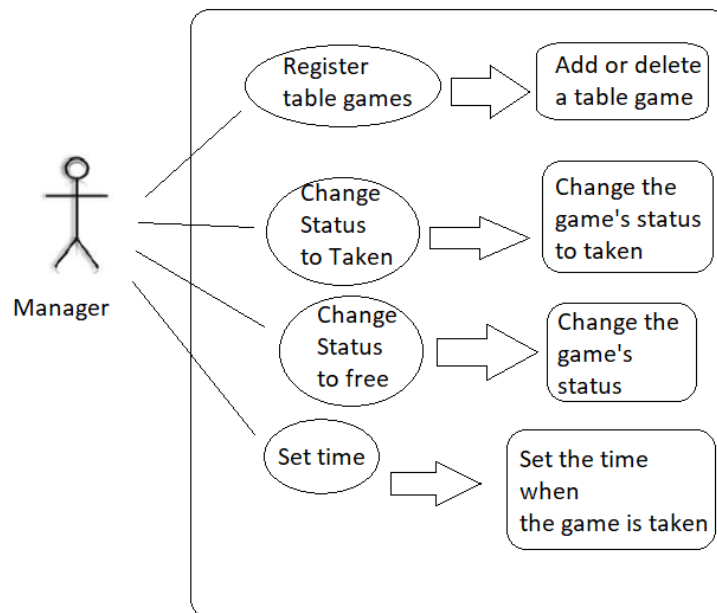 Register
table games
Add or delete
a table game
Manager
Change
Status
to Taken
Change the
game's status
to taken
Change
Status
to free
Change the
game's
status
Set time
Set the time
when
the game is taken